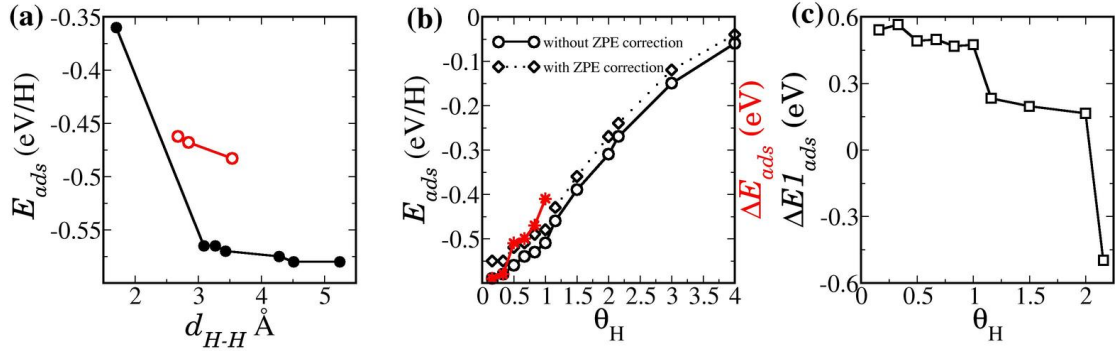 (a)
E_ads (eV/H)
-0.35
-0.45
-0.55
2
3
4
5
d_H-H Å
(b)
E_ads (eV/H)
0
-0.1
-0.2
-0.3
-0.4
-0.5
without ZPE correction
with ZPE correction
0 0.5 1 1.5 2 2.5 3 3.5 4
θ_H
ΔE_ads (eV)
(c)
ΔE1_ads (eV)
0.6
0.3
0
-0.3
-0.6
0 0.5 1 1.5 2
θ_H